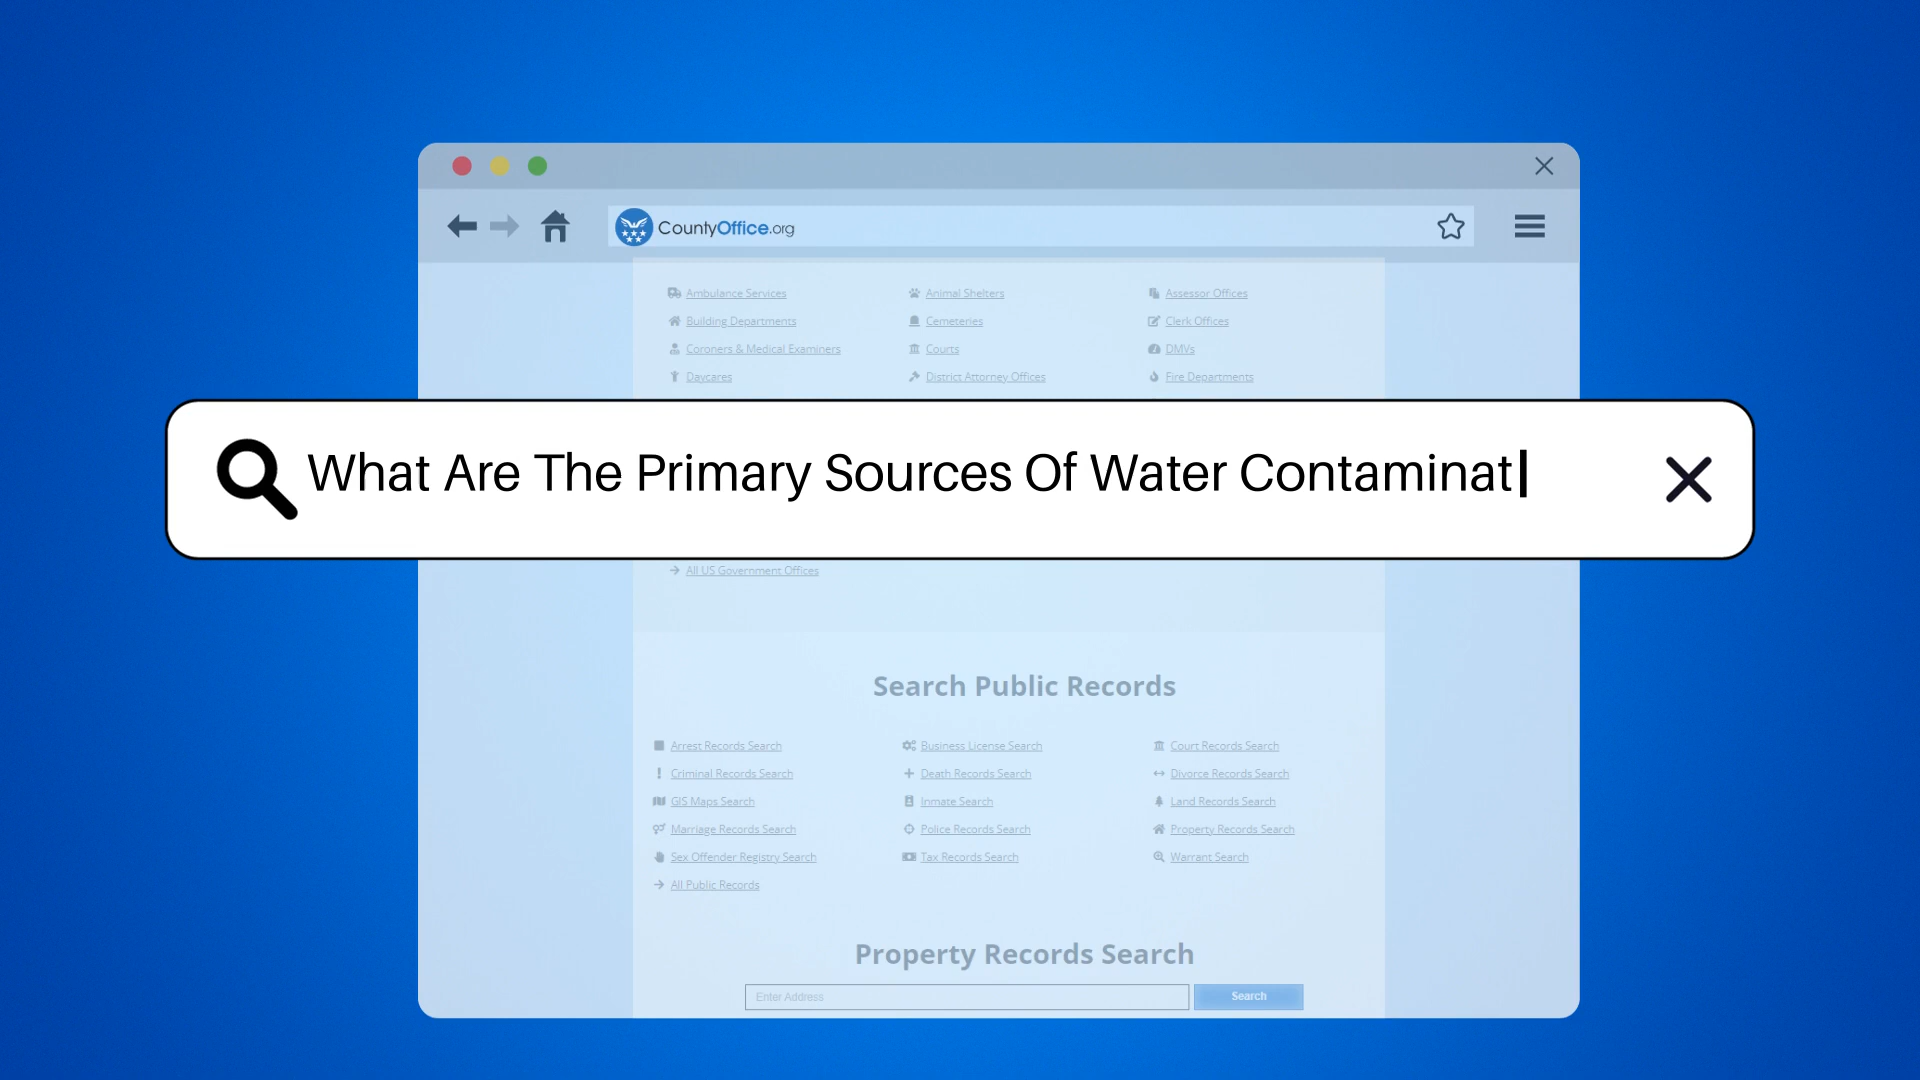 CountyOffice.org
Ambulance Services Animal Shelters Assessor Offices
Building Departments Cemeteries Clerk Offices
Coroners & Medical Examiners Courts DMVs
Daycares District Attorney Offices Fire Departments
What Are The Primary Sources Of Water Contaminat
All US Government Offices
Search Public Records
Arrest Records Search Business License Search Court Records Search
Criminal Records Search Death Records Search Divorce Records Search
GIS Maps Search Inmate Search Land Records Search
Marriage Records Search Police Records Search Property Records Search
Sex Offender Registry Search Tax Records Search Warrant Search
All Public Records
Property Records Search
Enter Address Search